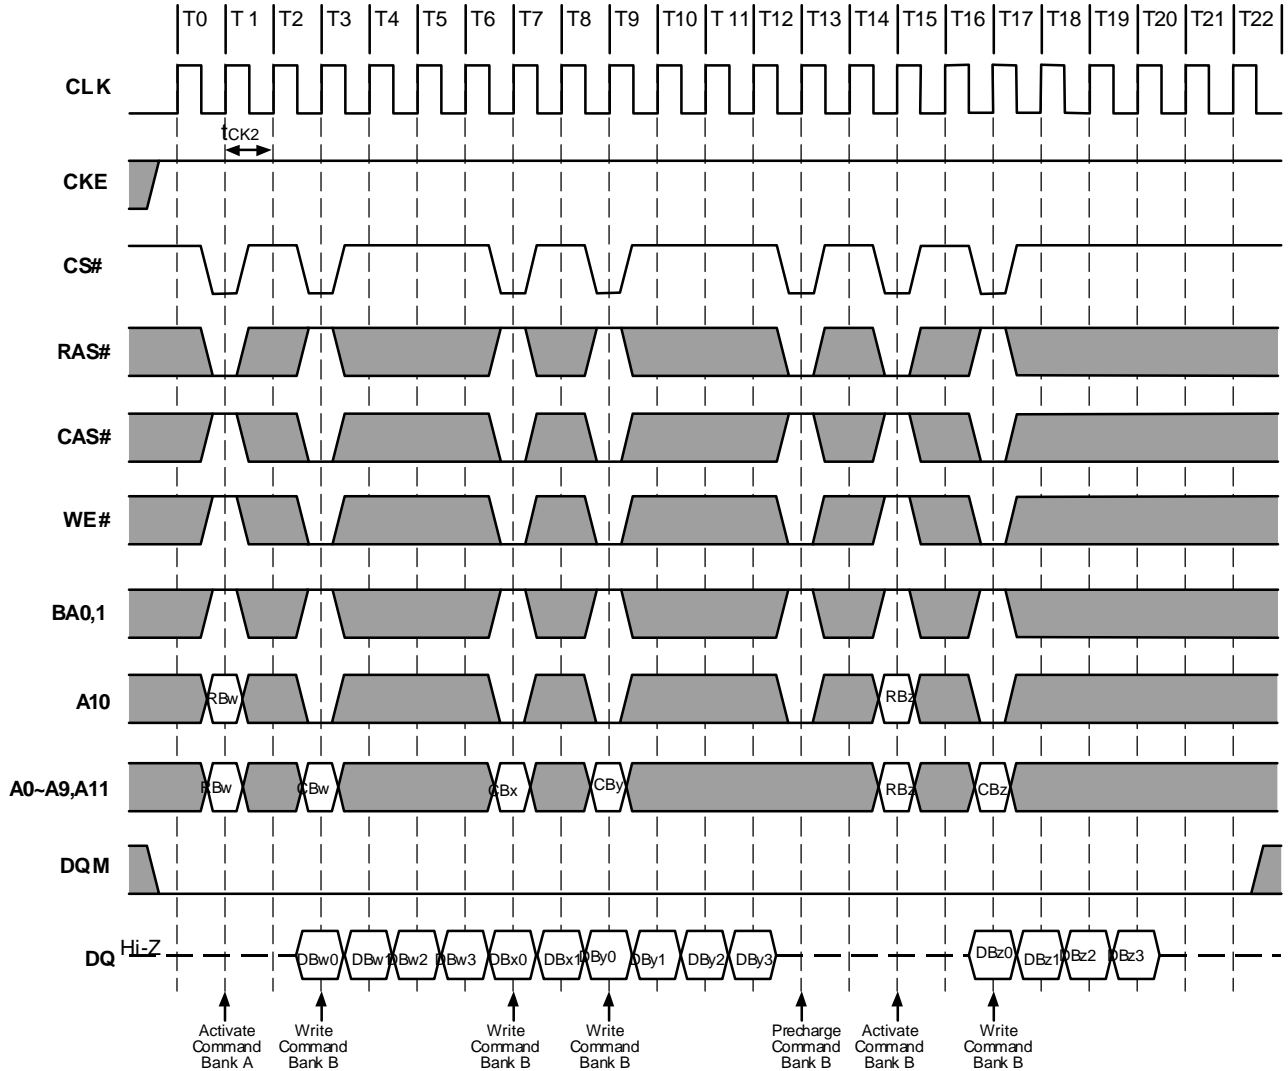 T0 T 1 T2 T3 T4 T5 T6 T7 T8 T9 T10 T 11 T12 T13 T14 T15 T16 T17 T18 T19 T20 T21 T22
CLK
tCK2
CKE
CS#
RAS#
CAS#
WE#
BA0,1
A10 RBw RBz
A0~A9,A11 RBw CBw CBx CBy RBz CBz
DQM
DQ Hi-Z DBw0 DBw1 DBw2 DBw3 DBx0 DBx1 DBy0 DBy1 DBy2 DBy3 DBz0 DBz1 DBz2 DBz3
Activate Write Write Write Precharge Activate Write
Command Command Command Command Command Command Command
Bank A Bank B Bank B Bank B Bank B Bank B Bank B